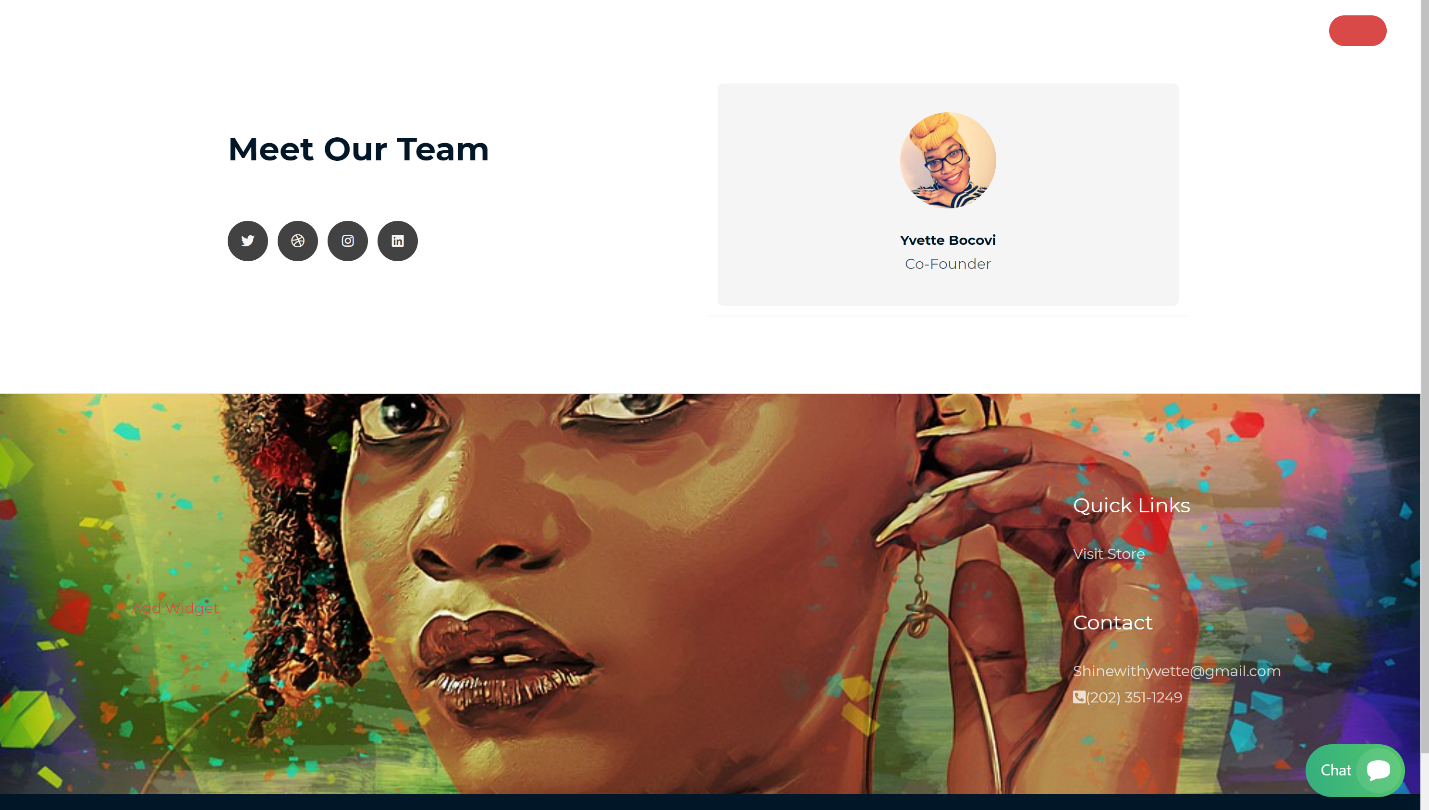 Meet Our Team
Yvette Bocovi
Co-Founder
Add Widget
Quick Links
Visit Store
Contact
Shinewithyvette@gmail.com
(202) 351-1249
Chat